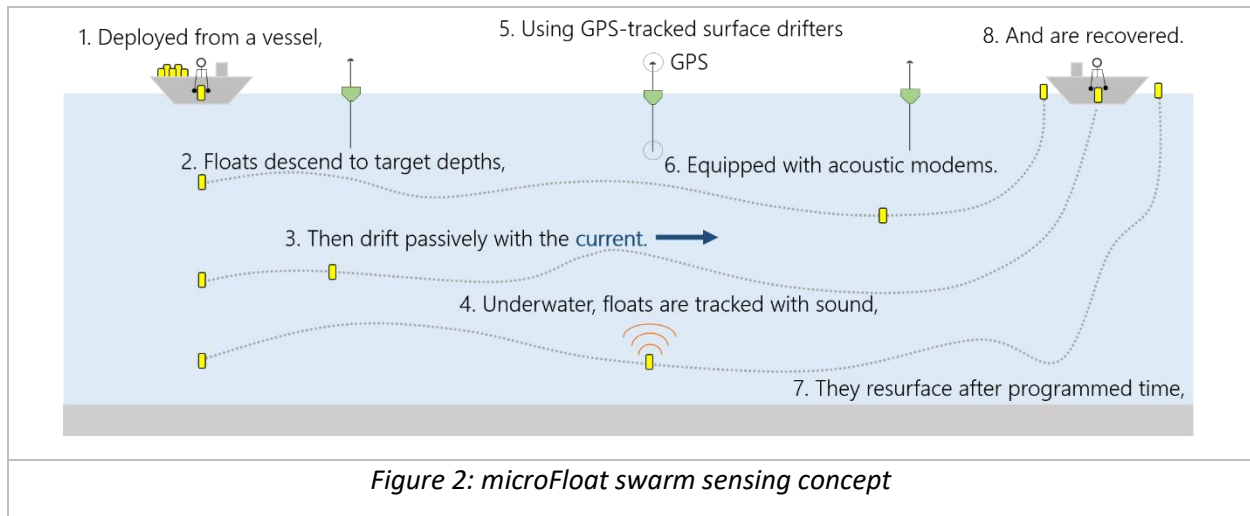 1. Deployed from a vessel,
5. Using GPS-tracked surface drifters
8. And are recovered.
GPS
2. Floats descend to target depths,
6. Equipped with acoustic modems.
3. Then drift passively with the current.
4. Underwater, floats are tracked with sound,
7. They resurface after programmed time,
Figure 2: microFloat swarm sensing concept